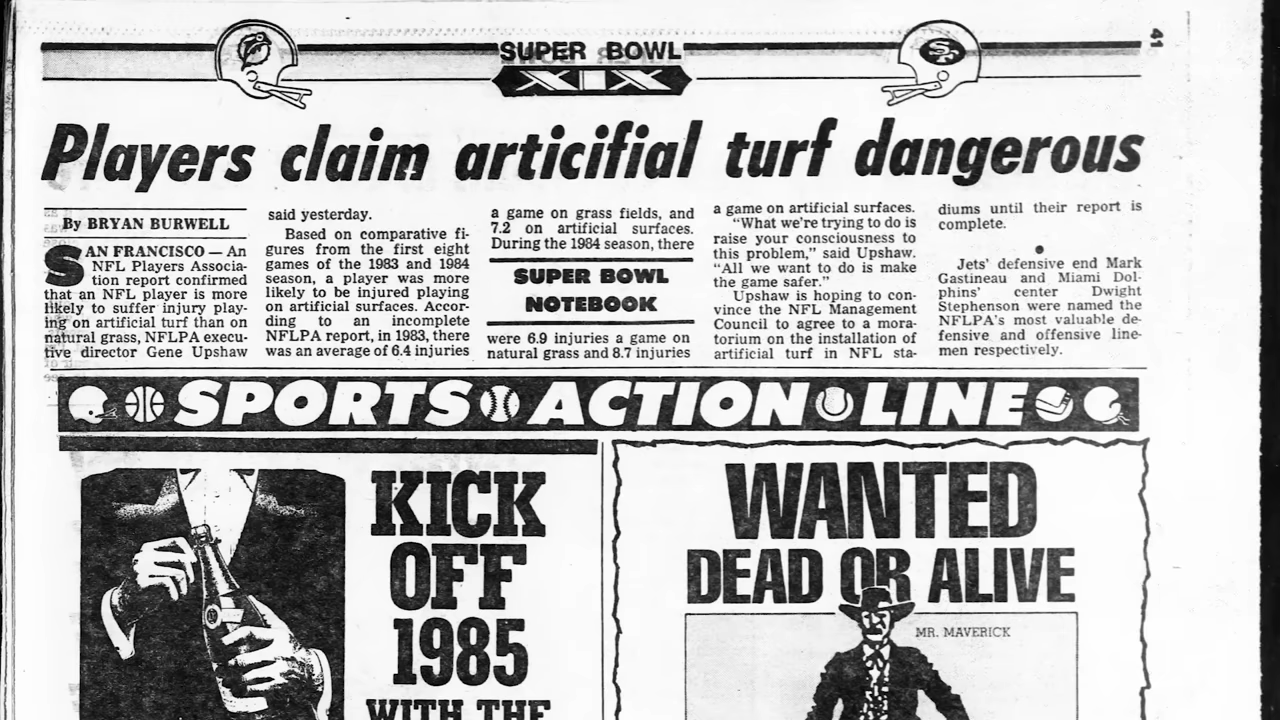 SUPER BOWL
XIX
41
Players claim articifial turf dangerous
By BRYAN BURWELL
SAN FRANCISCO — An
NFL Players Associa-
tion report confirmed
that an NFL player is more
likely to suffer injury play-
ing on artificial turf than on
natural grass, NFLPA execu-
tive director Gene Upshaw
said yesterday.
Based on comparative fi-
gures from the first eight
games of the 1983 and 1984
season, a player was more
likely to be injured playing
on artificial surfaces. Accor-
ding to an incomplete
NFLPA report, in 1983, there
was an average of 6.4 injuries
a game on grass fields, and
7.2 on artificial surfaces.
During the 1984 season, there
SUPER BOWL
NOTEBOOK
were 6.9 injuries a game on
natural grass and 8.7 injuries
a game on artificial surfaces.
"What we're trying to do is
raise your consciousness to
this problem," said Upshaw.
"All we want to do is make
the game safer."
Upshaw is hoping to con-
vince the NFL Management
Council to agree to a mora-
torium on the installation of
artificial turf in NFL sta-
diums until their report is
complete.
Jets' defensive end Mark
Gastineau and Miami Dol-
phins' center Dwight
Stephenson were named the
NFLPA's most valuable de-
fensive and offensive line-
men respectively.
SPORTS ACTION LINE
KICK
OFF
1985
WITH THE
WANTED
DEAD OR ALIVE
MR. MAVERICK